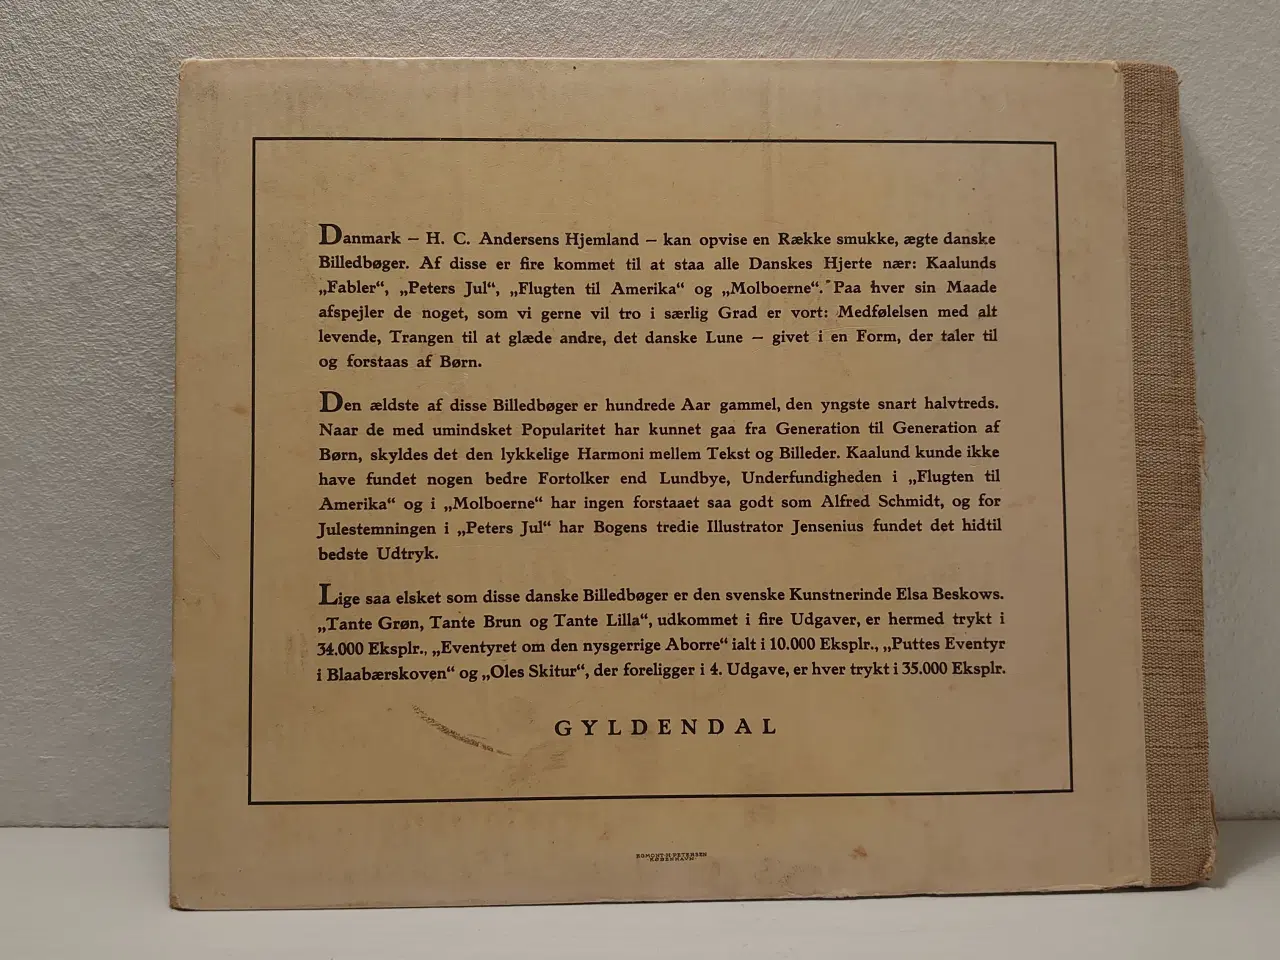 Danmark – H. C. Andersens Hjemland – kan opvise en Række smukke, ægte danske
Billedbøger. Af disse er fire kommet til at staa alle Danskes Hjerte nær: Kaalunds
„Fabler“, „Peters Jul“, „Flugten til Amerika“ og „Molboerne“. Paa hver sin Maade
afspejler de noget, som vi gerne vil tro i særlig Grad er vort: Medfølelsen med alt
levende, Trangen til at glæde andre, det danske Lune – givet i en Form, der taler til
og forstaas af Børn.
Den ældste af disse Billedbøger er hundrede Aar gammel, den yngste snart halvtreds.
Naar de med umindsket Popularitet har kunnet gaa fra Generation til Generation af
Børn, skyldes det den lykkelige Harmoni mellem Tekst og Billeder. Kaalund kunde ikke
have fundet nogen bedre Fortolker end Lundbye, Underfundigheden i „Flugten til
Amerika“ og i „Molboerne“ har ingen forstaaet saa godt som Alfred Schmidt, og for
Julestemningen i „Peters Jul“ har Bogens tredie Illustrator Jensenius fundet det hidtil
bedste Udtryk.
Lige saa elsket som disse danske Billedbøger er den svenske Kunstnerinde Elsa Beskows.
„Tante Grøn, Tante Brun og Tante Lilla“, udkommet i fire Udgaver, er hermed trykt i
34.000 Eksplr., „Eventyret om den nysgerrige Aborre“ ialt i 10.000 Eksplr., „Puttes Eventyr
i Blaabærskoven“ og „Oles Skitur“, der foreligger i 4. Udgave, er hver trykt i 35.000 Eksplr.
GYLDENDAL
EGMONT H. PETERSEN
KØBENHAVN